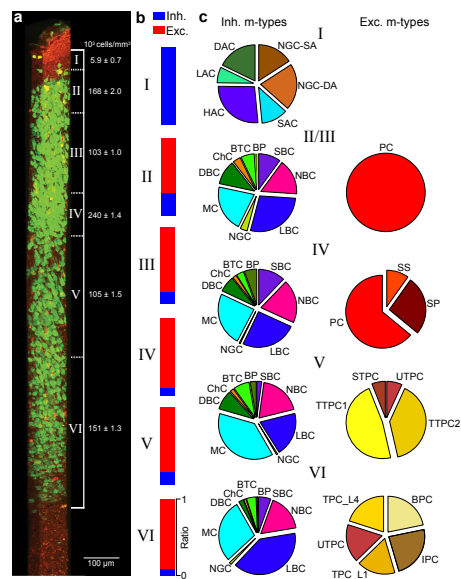 a
10³ cells/mm³
I
5.9 ± 0.7
II
168 ± 2.0
III
103 ± 1.0
IV
240 ± 1.4
V
105 ± 1.5
VI
151 ± 1.3
100 µm
b
Inh.
Exc.
I
II
III
IV
V
VI
1
Ratio
0
c
Inh. m-types
Exc. m-types
I
DAC
NGC-SA
LAC
NGC-DA
HAC
SAC
II/III
BTC
BP
SBC
ChC
DBC
NBC
MC
NGC
LBC
PC
IV
BTC
BP
SBC
ChC
DBC
NBC
MC
NGC
LBC
SS
SP
PC
V
BP
SBC
BTC
ChC
NBC
DBC
LBC
MC
NGC
STPC
UTPC
TTPC1
TTPC2
VI
BTC
BP
SBC
ChC
DBC
NBC
MC
NGC
LBC
TPC_L4
BPC
UTPC
TPC_L1
IPC